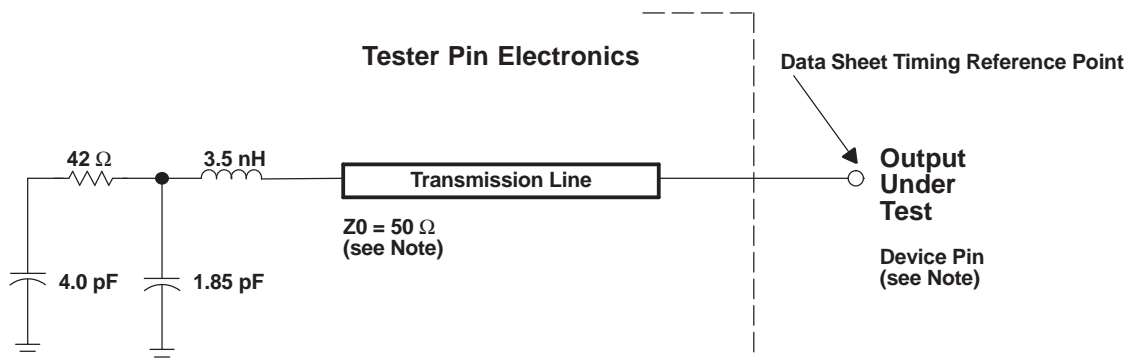 Tester Pin Electronics
Data Sheet Timing Reference Point
42 Ω
3.5 nH
Transmission Line
Output
Under
Test
Z0 = 50 Ω
(see Note)
Device Pin
(see Note)
4.0 pF
1.85 pF